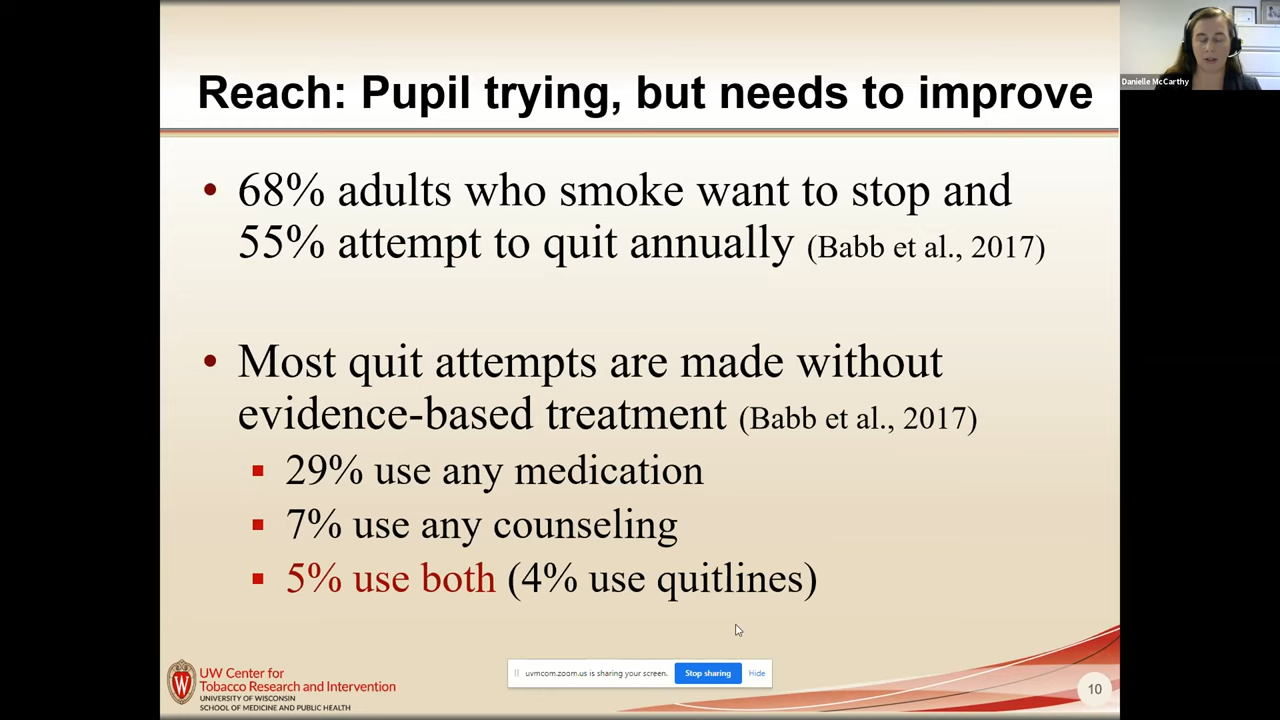 Reach: Pupil trying, but needs to improve
Danielle McCarthy
• 68% adults who smoke want to stop and
55% attempt to quit annually (Babb et al., 2017)
• Most quit attempts are made without
evidence-based treatment (Babb et al., 2017)
▪ 29% use any medication
▪ 7% use any counseling
▪ 5% use both (4% use quitlines)
UW Center for
Tobacco Research and Intervention
UNIVERSITY OF WISCONSIN
SCHOOL OF MEDICINE AND PUBLIC HEALTH
uvmcom.zoom.us is sharing your screen. Stop sharing Hide
10